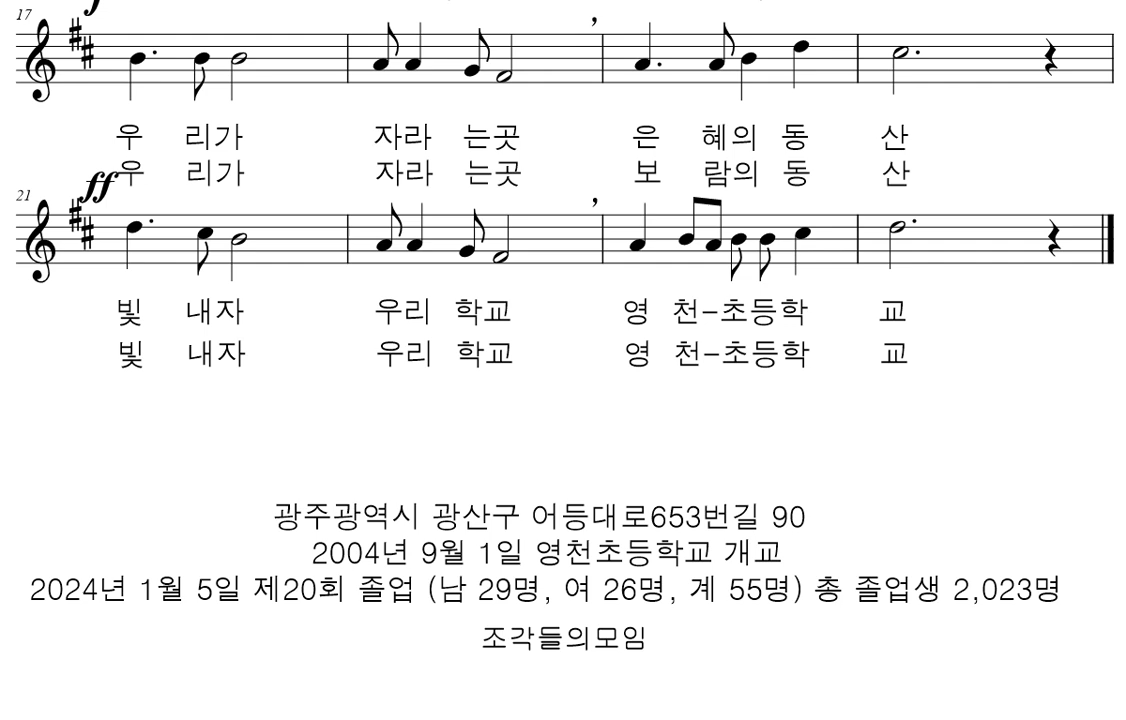 f
17
우 리가 자라 는곳 은 혜의 동 산
우 리가 자라 는곳 보 람의 동 산
ff
21
빛 내자 우리 학교 영 천-초등학 교
빛 내자 우리 학교 영 천-초등학 교
광주광역시 광산구 어등대로653번길 90
2004년 9월 1일 영천초등학교 개교
2024년 1월 5일 제20회 졸업 (남 29명, 여 26명, 계 55명) 총 졸업생 2,023명
조각들의모임